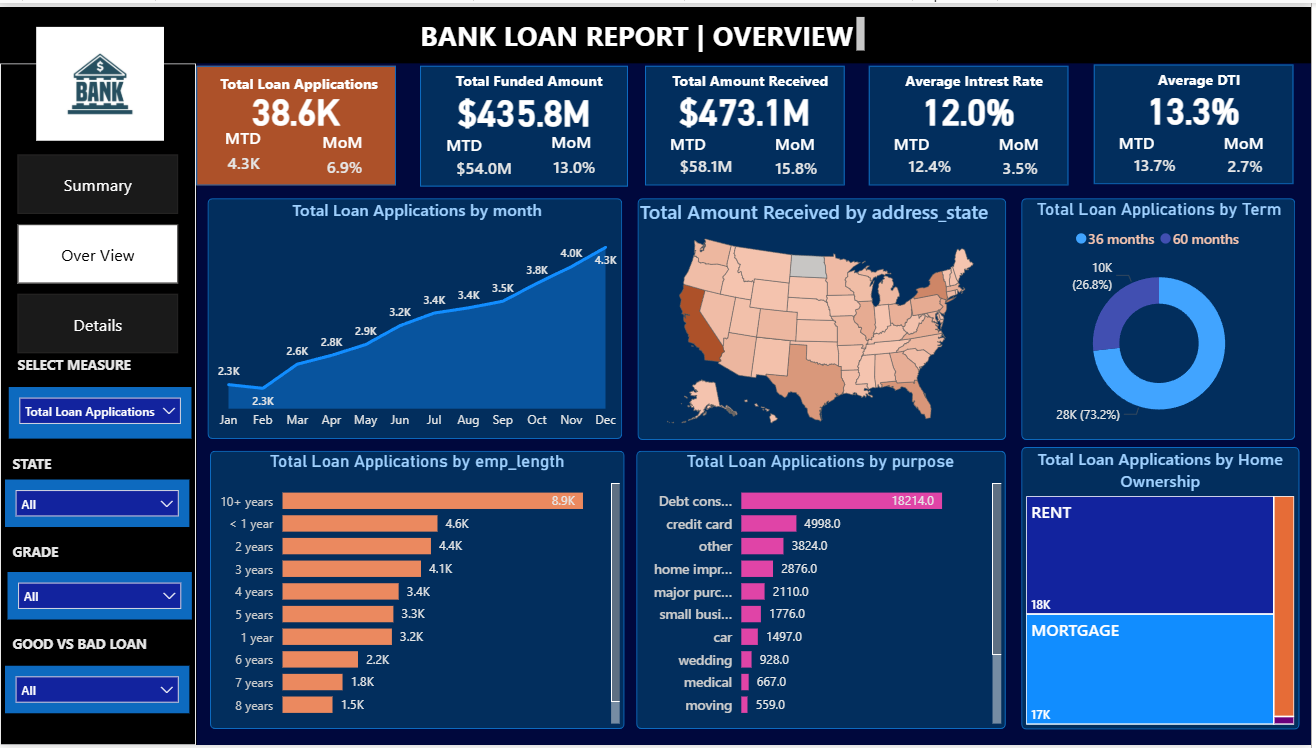 BANK LOAN REPORT | OVERVIEW
$
BANK
Summary
Over View
Details
SELECT MEASURE
Total Loan Applications
STATE
All
GRADE
All
GOOD VS BAD LOAN
All
Total Loan Applications
38.6K
MTD MoM
4.3K 6.9%
Total Funded Amount
$435.8M
MTD MoM
$54.0M 13.0%
Total Amount Received
$473.1M
MTD MoM
$58.1M 15.8%
Average Intrest Rate
12.0%
MTD MoM
12.4% 3.5%
Average DTI
13.3%
MTD MoM
13.7% 2.7%
Total Loan Applications by month
2.3K 2.3K 2.6K 2.8K 2.9K 3.2K 3.4K 3.4K 3.5K 3.8K 4.0K 4.3K
Jan Feb Mar Apr May Jun Jul Aug Sep Oct Nov Dec
Total Amount Received by address_state
Total Loan Applications by Term
36 months 60 months
10K
(26.8%)
28K (73.2%)
Total Loan Applications by emp_length
10+ years 8.9K
< 1 year 4.6K
2 years 4.4K
3 years 4.1K
4 years 3.4K
5 years 3.3K
1 year 3.2K
6 years 2.2K
7 years 1.8K
8 years 1.5K
Total Loan Applications by purpose
Debt cons... 18214.0
credit card 4998.0
other 3824.0
home impr... 2876.0
major purc... 2110.0
small busi... 1776.0
car 1497.0
wedding 928.0
medical 667.0
moving 559.0
Total Loan Applications by Home
Ownership
RENT
18K
MORTGAGE
17K